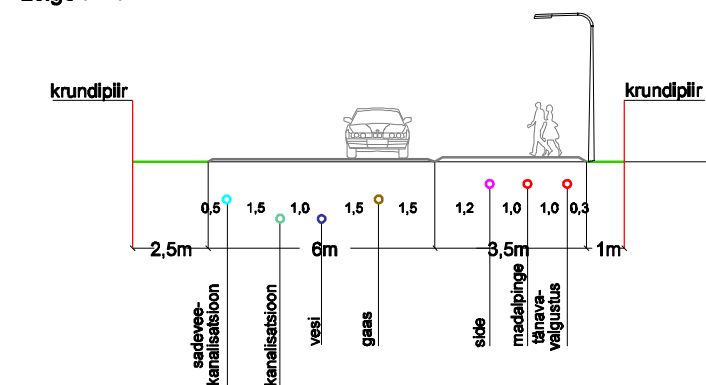 krundipiir
krundipiir
0,5 1,5 1,0 1,5 1,5 1,2 1,0 1,0 0,3
2,5m 6m 3,5m 1m
sadevee-
kanalisatsioon
kanalisatsioon
vesi
gaas
side
madalpinge
tänava-
valgustus